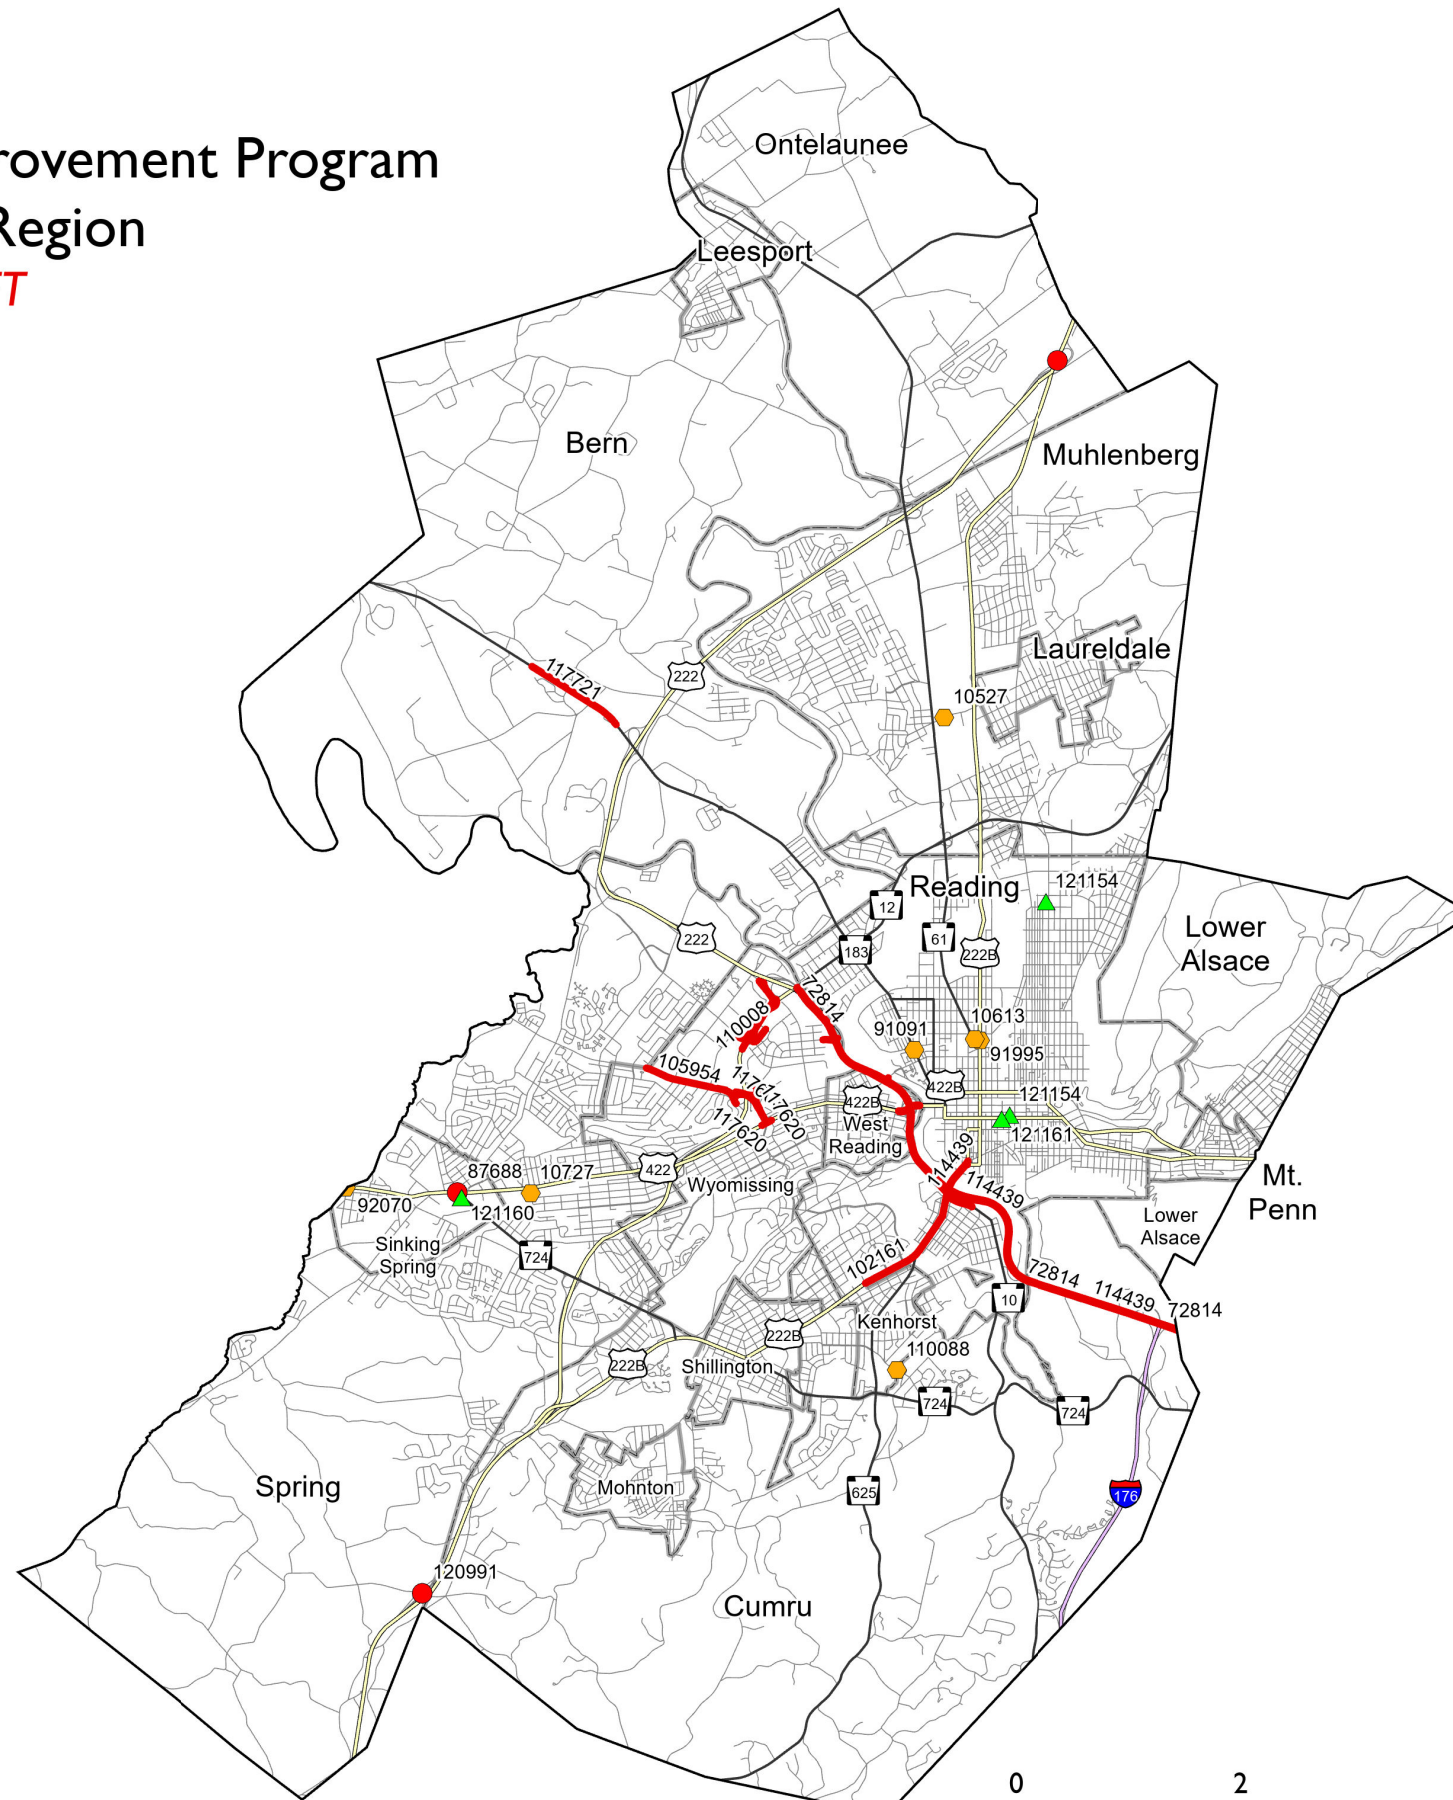 rovement Program
Region
FT
Ontelaunee
Leesport
Bern
Muhlenberg
Laureldale
117721
222
10527
Reading
121154
12
Lower
Alsace
222
183
61
222B
72814
110008
10613
91091
91995
105954
117620
117620
422B
422B
121154
121161
West
Reading
114439
114439
87688
10727
422
Wyomissing
92070
121160
Mt.
Penn
Lower
Alsace
Sinking
Spring
724
102161
72814
114439
72814
10
Kenhorst
222B
110088
222B
Shillington
724
724
Spring
Mohnton
625
176
120991
Cumru
0
2